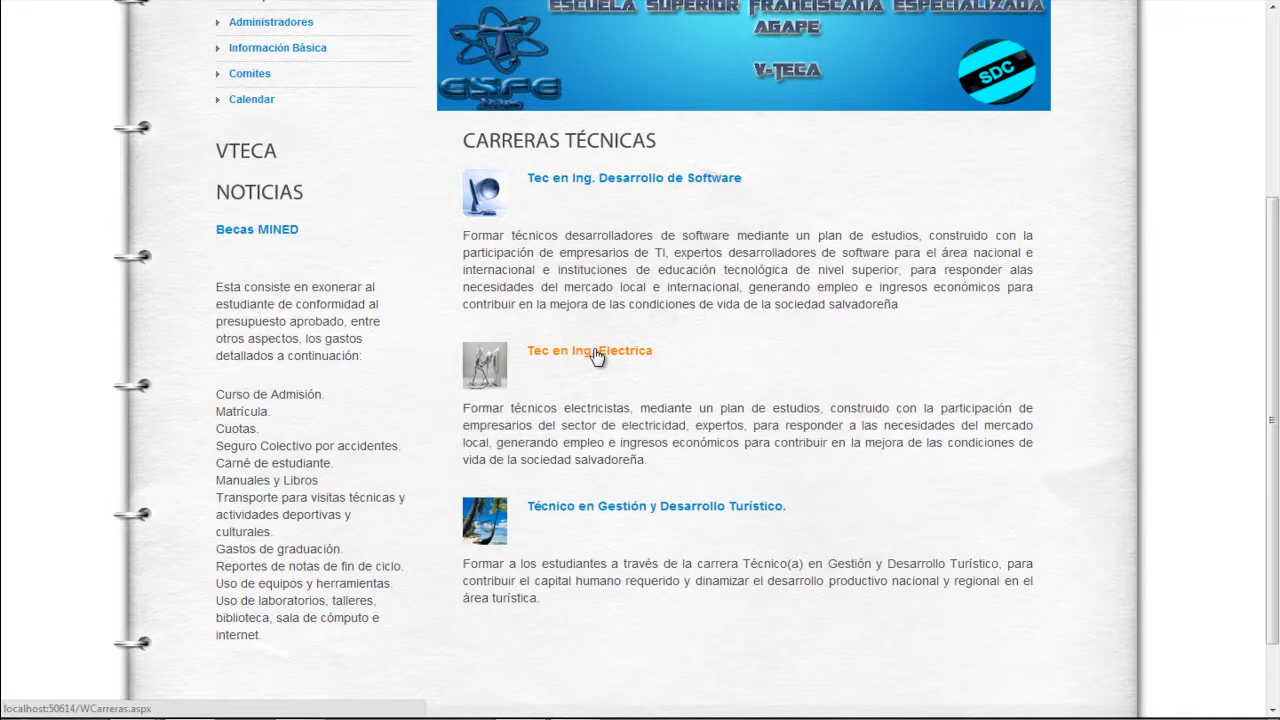 Administradores
Información Básica
Comites
Calendar
VTECA
NOTICIAS
Becas MINED
Esta consiste en exonerar al
estudiante de conformidad al
presupuesto aprobado, entre
otros aspectos, los gastos
detallados a continuación:
Curso de Admisión.
Matrícula.
Cuotas.
Seguro Colectivo por accidentes.
Carné de estudiante.
Manuales y Libros
Transporte para visitas técnicas y
actividades deportivas y
culturales.
Gastos de graduación.
Reportes de notas de fin de ciclo.
Uso de equipos y herramientas.
Uso de laboratorios, talleres,
biblioteca, sala de cómputo e
internet.
ESCUELA SUPERIOR FRANCISCANA ESPECIALIZADA
AGAPE
V-TECA
ESFE
SDC
CARRERAS TÉCNICAS
Tec en Ing. Desarrollo de Software
Formar técnicos desarrolladores de software mediante un plan de estudios, construido con la
participación de empresarios de TI, expertos desarrolladores de software para el área nacional e
internacional e instituciones de educación tecnológica de nivel superior, para responder alas
necesidades del mercado local e internacional, generando empleo e ingresos económicos para
contribuir en la mejora de las condiciones de vida de la sociedad salvadoreña
Tec en Ing. Electrica
Formar técnicos electricistas, mediante un plan de estudios, construido con la participación de
empresarios del sector de electricidad, expertos, para responder a las necesidades del mercado
local, generando empleo e ingresos económicos para contribuir en la mejora de las condiciones de
vida de la sociedad salvadoreña.
Técnico en Gestión y Desarrollo Turístico.
Formar a los estudiantes a través de la carrera Técnico(a) en Gestión y Desarrollo Turístico. para
contribuir el capital humano requerido y dinamizar el desarrollo productivo nacional y regional en el
área turística.
localhost:50614/WCarreras.aspx